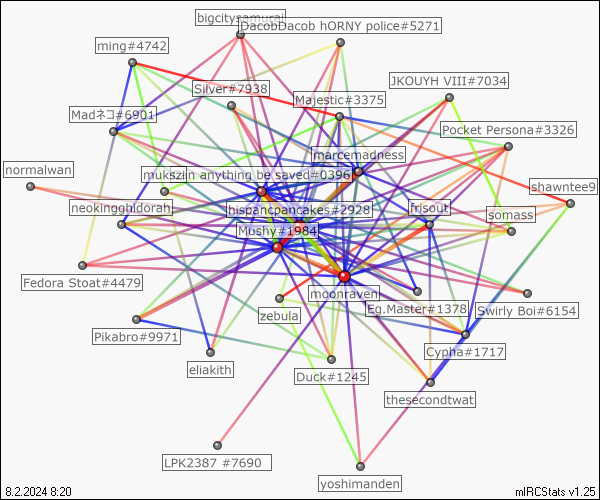 bigcitysamurai
DacobDacob hORNY police#5271
ming#4742
JKOUYH VIII#7034
Silver#7938
Majestic#3375
Madネコ#6901
Pocket Persona#3326
marcemadness
normalwan
mukszijn anything be saved#0396
shawntee9
neokingghidorah
hispancpancakes#2928
frisout
somass
Mushy#1984
Fedora Stoat#4479
moonraven
Eg.Master#1378
Swirly Boi#6154
zebula
Pikabro#9971
Cypha#1717
eliakith
Duck#1245
thesecondtwat
LPK2387 #7690
yoshimanden
8.2.2024 8:20
mIRCStats v1.25